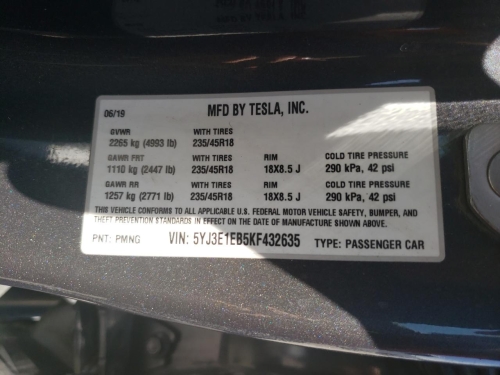 06/19 MFD BY TESLA, INC.
GVWR WITH TIRES
2265 kg (4993 lb) 235/45R18
GAWR FRT WITH TIRES RIM COLD TIRE PRESSURE
1110 kg (2447 lb) 235/45R18 18X8.5 J 290 kPa, 42 psi
GAWR RR WITH TIRES RIM COLD TIRE PRESSURE
1257 kg (2771 lb) 235/45R18 18X8.5 J 290 kPa, 42 psi
THIS VEHICLE CONFORMS TO ALL APPLICABLE U.S. FEDERAL MOTOR VEHICLE SAFETY, BUMPER, AND
THEFT PREVENTION STANDARDS IN EFFECT ON THE DATE OF MANUFACTURE SHOWN ABOVE.
PNT: PMNG VIN: 5YJ3E1EB5KF432635 TYPE: PASSENGER CAR